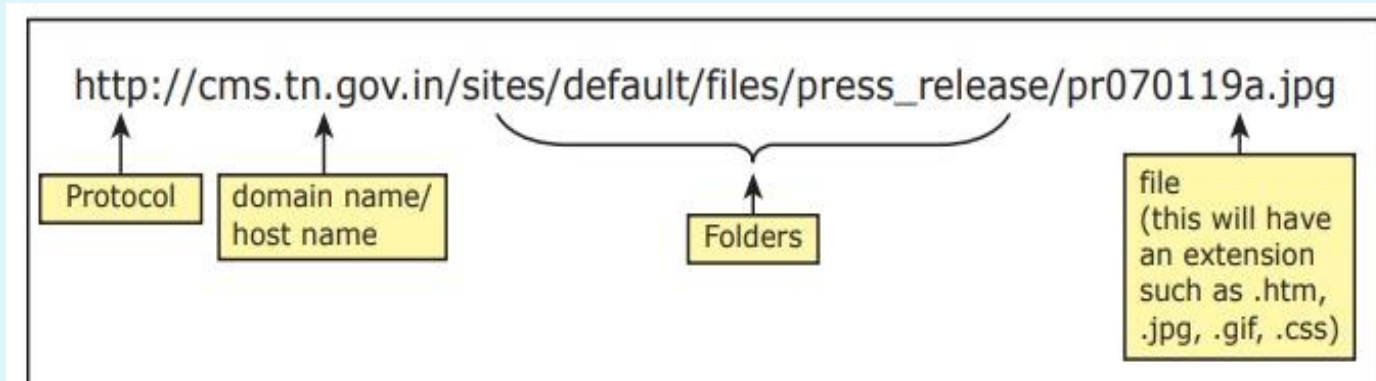 http://cms.tn.gov.in/sites/default/files/press_release/pr070119a.jpg
Protocol
domain name/
host name
Folders
file
(this will have
an extension
such as .htm,
.jpg, .gif, .css)